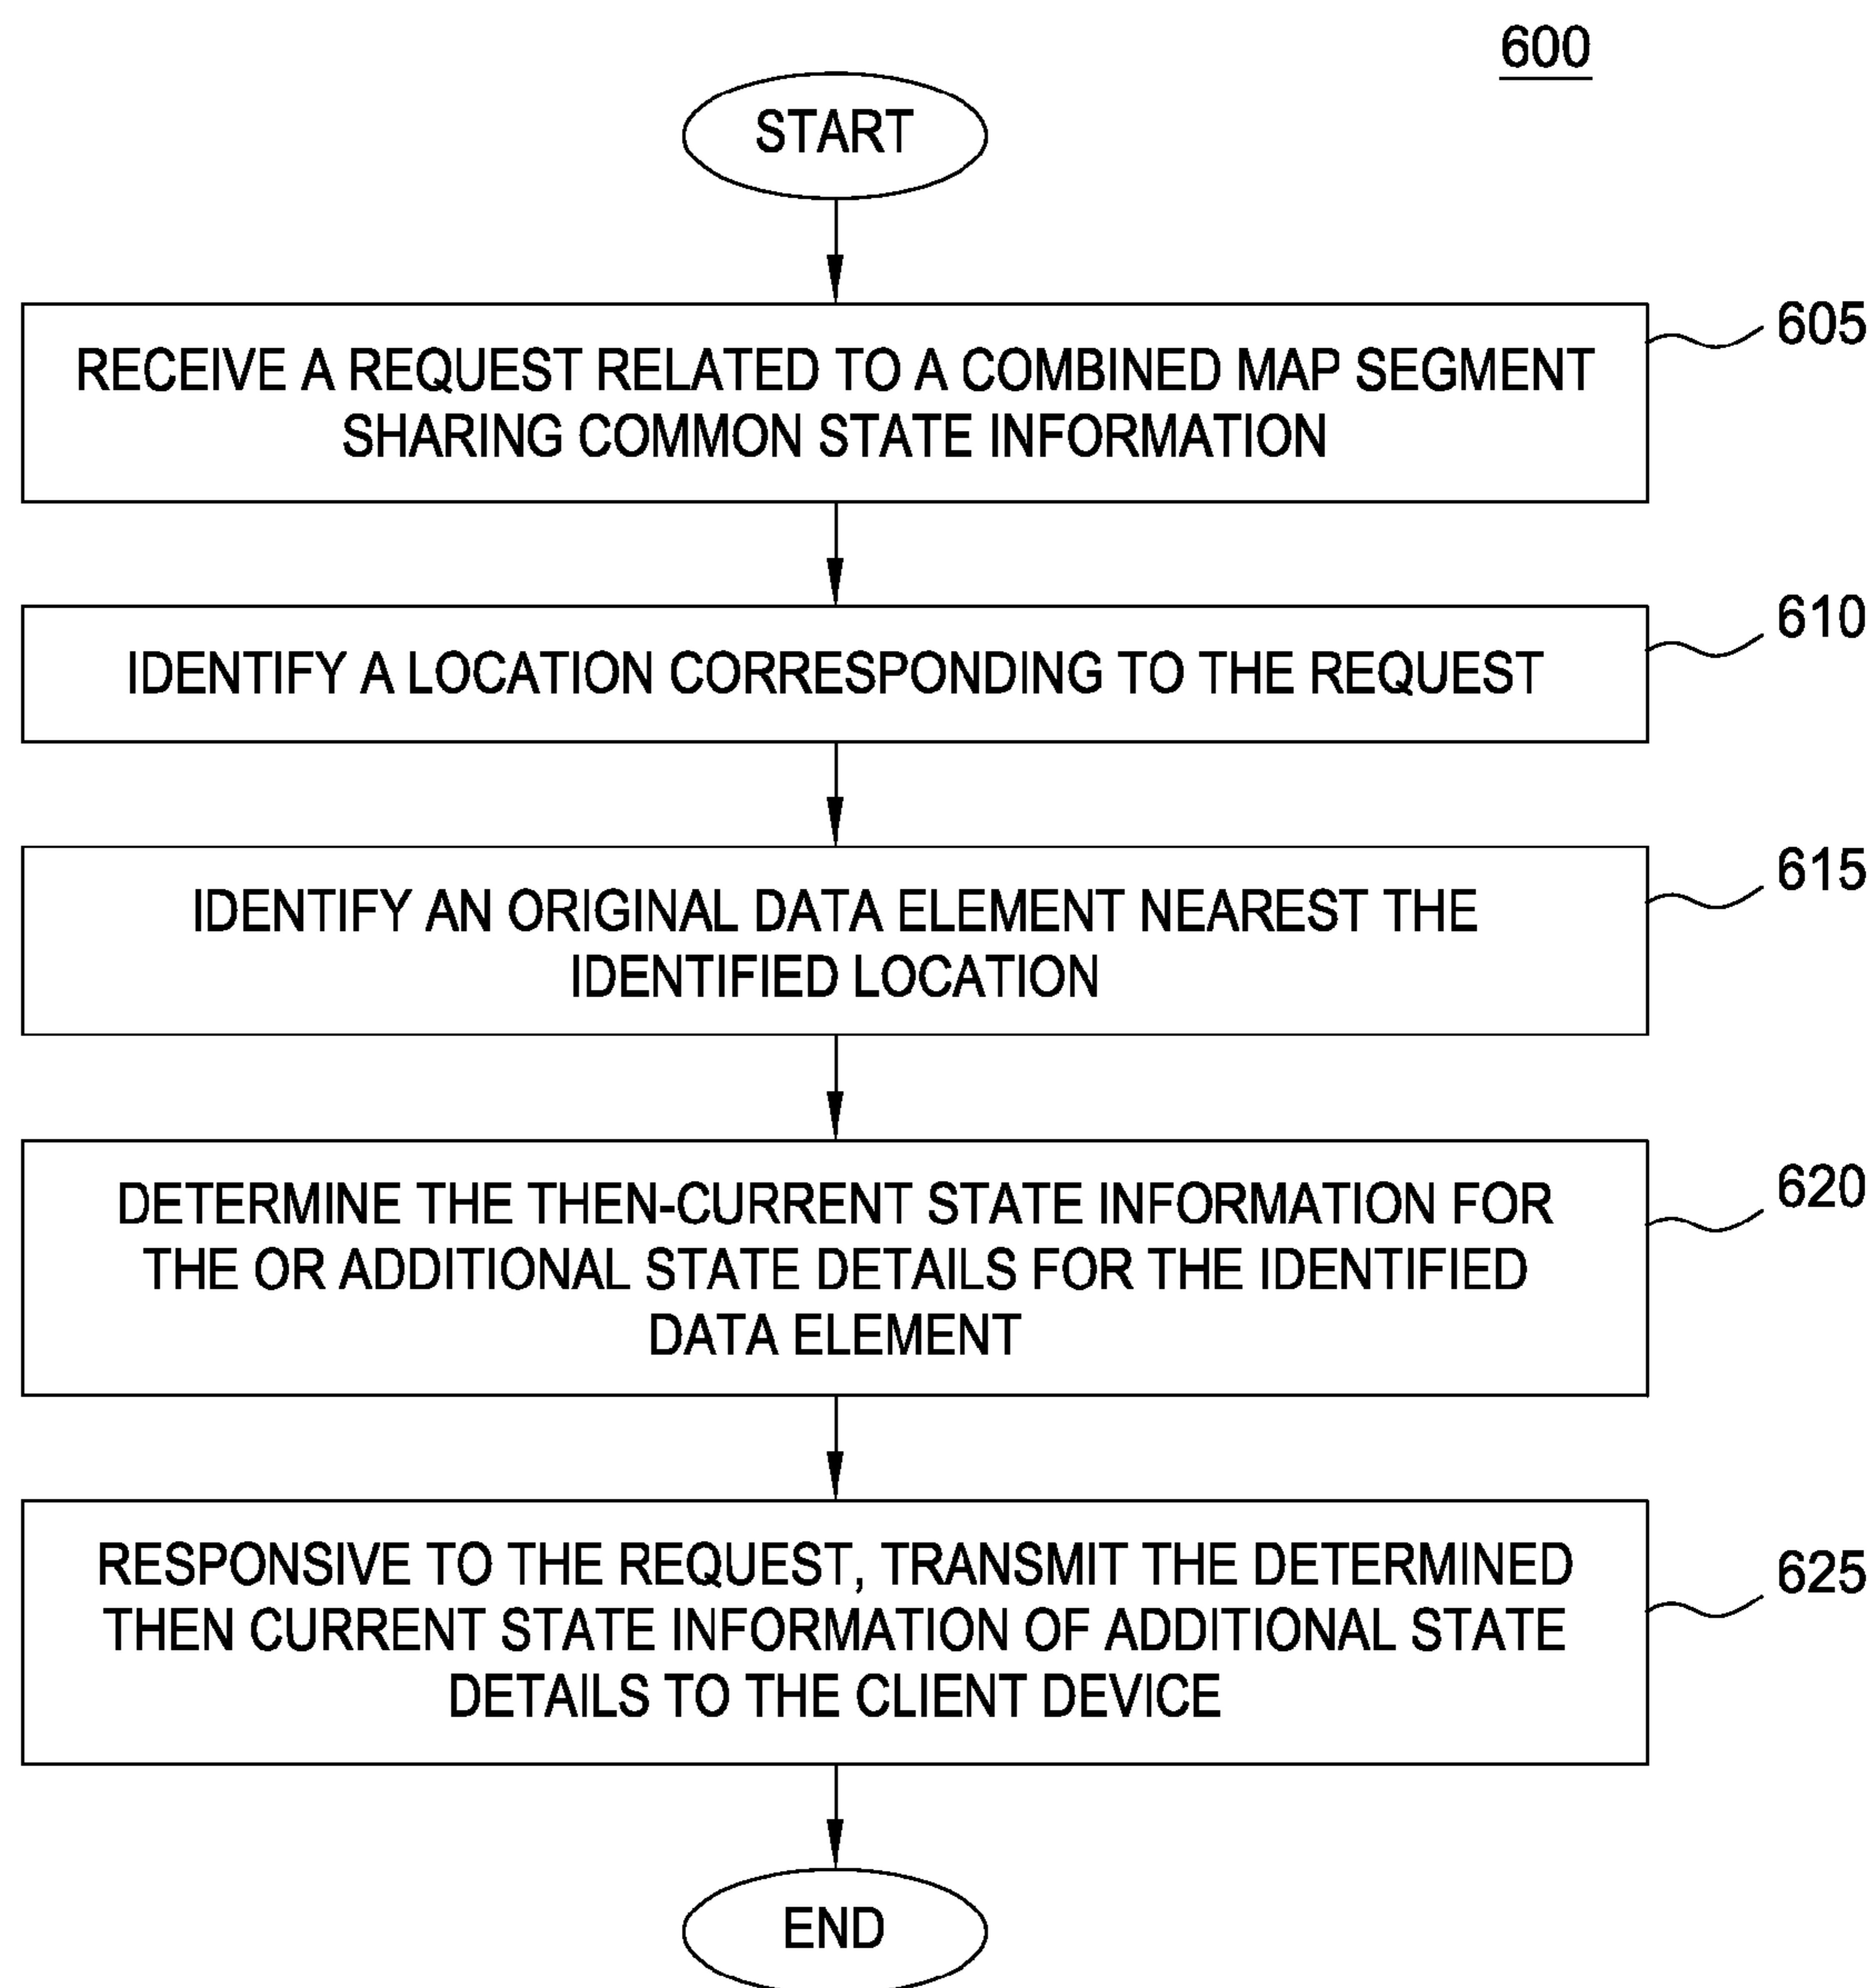 600
START
RECEIVE A REQUEST RELATED TO A COMBINED MAP SEGMENT
SHARING COMMON STATE INFORMATION
605
IDENTIFY A LOCATION CORRESPONDING TO THE REQUEST
610
IDENTIFY AN ORIGINAL DATA ELEMENT NEAREST THE
IDENTIFIED LOCATION
615
DETERMINE THE THEN-CURRENT STATE INFORMATION FOR
THE OR ADDITIONAL STATE DETAILS FOR THE IDENTIFIED
DATA ELEMENT
620
RESPONSIVE TO THE REQUEST, TRANSMIT THE DETERMINED
THEN CURRENT STATE INFORMATION OF ADDITIONAL STATE
DETAILS TO THE CLIENT DEVICE
625
END